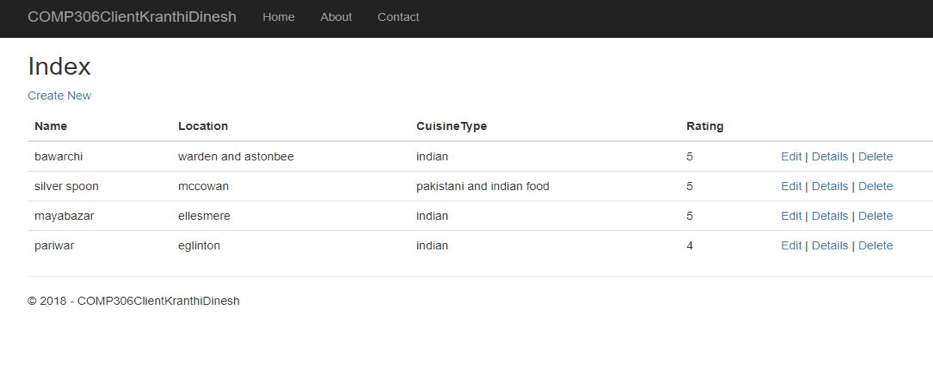 COMP306ClientKranthiDinesh Home About Contact
Index
Create New
Name Location CuisineType Rating
bawarchi warden and astonbee indian 5 Edit | Details | Delete
silver spoon mccowan pakistani and indian food 5 Edit | Details | Delete
mayabazar ellesmere indian 5 Edit | Details | Delete
pariwar eglinton indian 4 Edit | Details | Delete
© 2018 - COMP306ClientKranthiDinesh